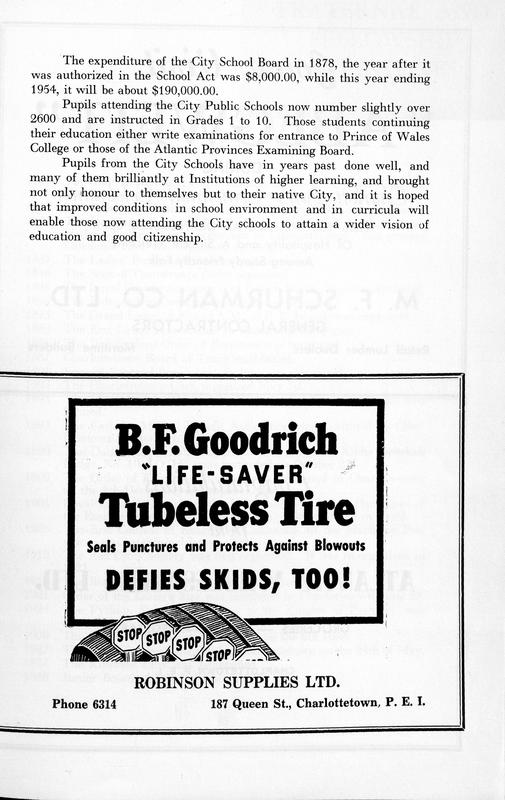 The expenditure of the City School Board in 1878, the year after it
was authorized in the School Act was $8,000.00, while this year ending
1954, it will be about $190,000.00.
Pupils attending the City Public Schools now number slightly over
2600 and are instructed in Grades 1 to 10. Those students continuing
their education either write examinations for entrance to Prince of Wales
College or those of the Atlantic Provinces Examining Board.
Pupils from the City Schools have in years past done well, and
many of them brilliantly at Institutions of higher learning, and brought
not only honour to themselves but to their native City, and it is hoped
that improved conditions in school environment and in curricula will
enable those now attending the City schools to attain a wider vision of
education and good citizenship.
M. F. SCHURMAN CO. LTD.
GENERAL CONTRACTORS
B.F. Goodrich
"LIFE-SAVER"
Tubeless Tire
Seals Punctures and Protects Against Blowouts
DEFIES SKIDS, TOO!
STOP STOP STOP STOP
ROBINSON SUPPLIES LTD.
Phone 6314 187 Queen St., Charlottetown, P. E. I.